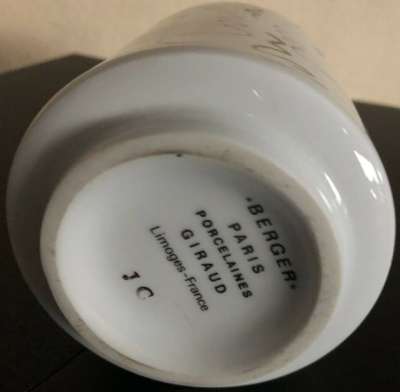 "BERGER"
PARIS
PORCELAINES
GIRAUD
Limoges-France
1C